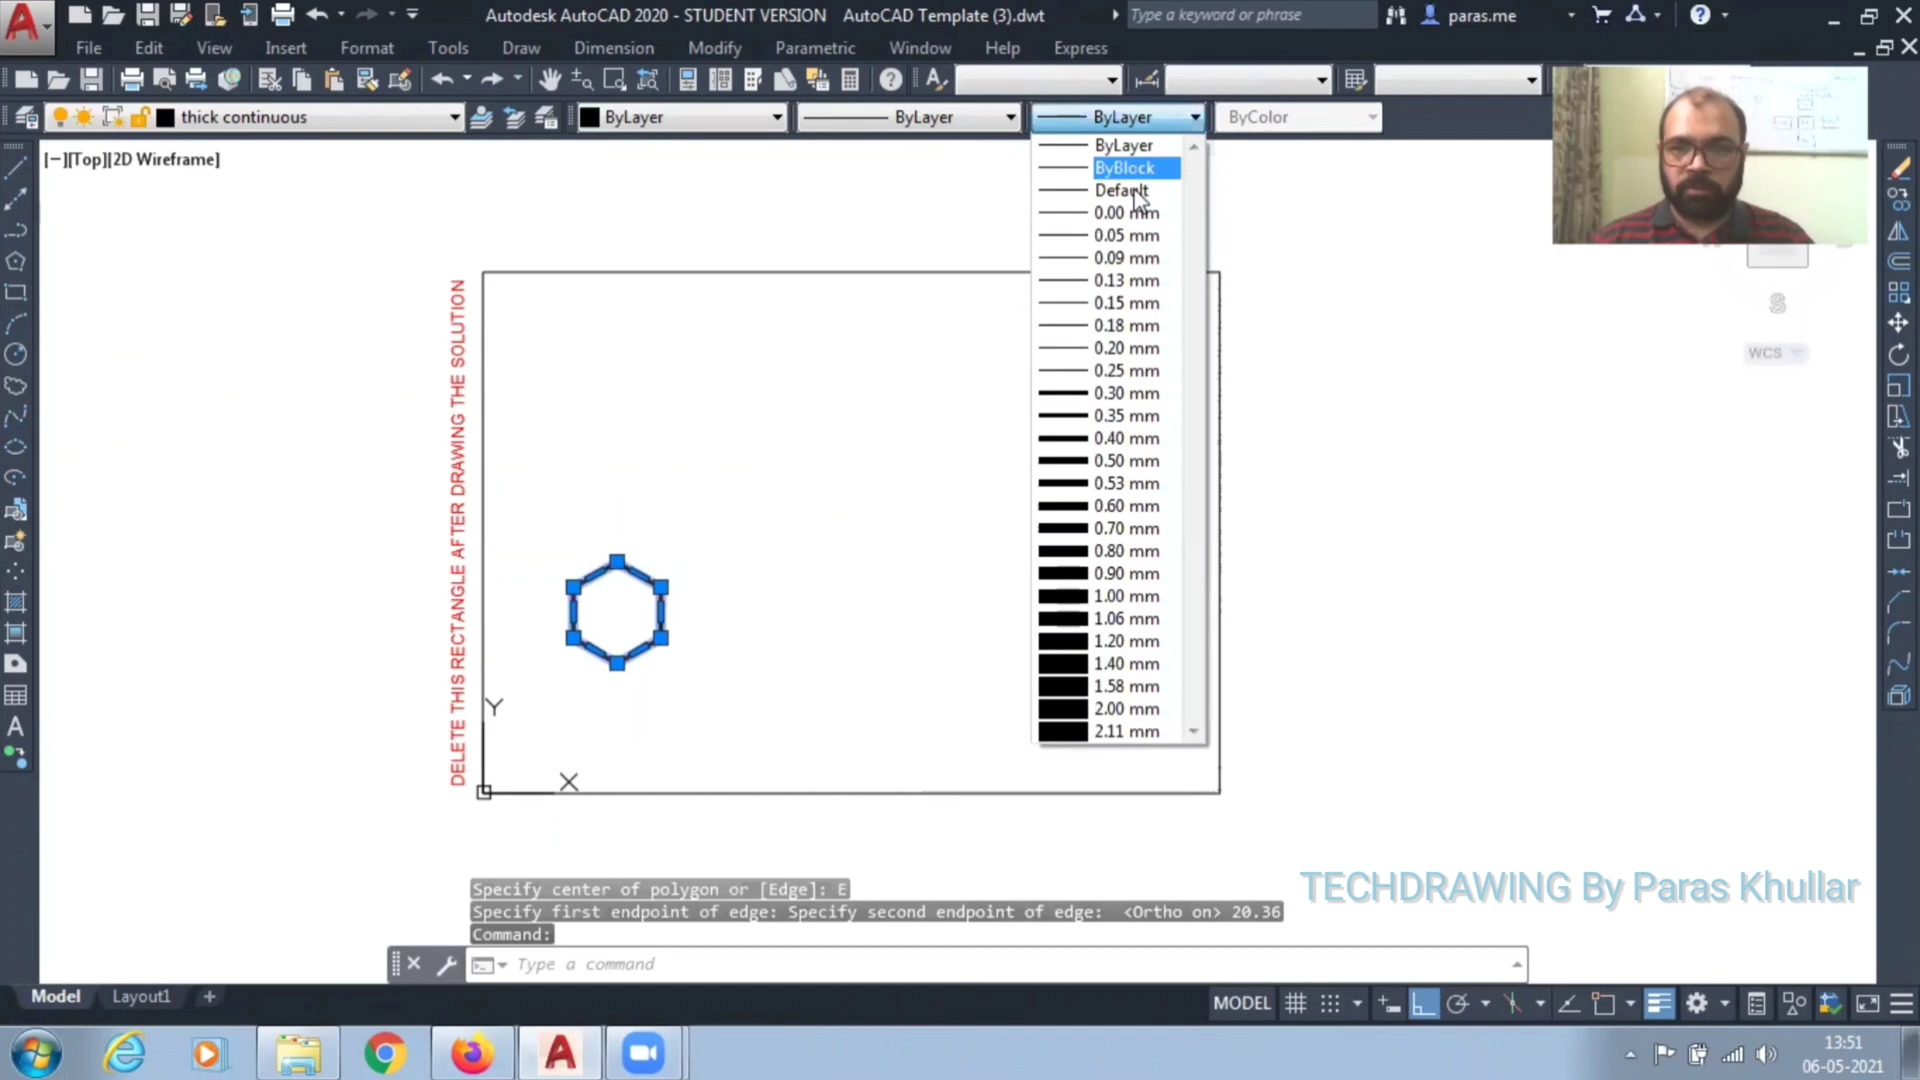 Autodesk AutoCAD 2020 - STUDENT VERSION AutoCAD Template (3).dwt
Type a keyword or phrase
paras.me
File Edit View Insert Format Tools Draw Dimension Modify Parametric Window Help Express
thick continuous
ByLayer
ByLayer
ByLayer
ByColor
[−][Top][2D Wireframe]
ByLayer
ByBlock
Default
0.00 mm
0.05 mm
0.09 mm
0.13 mm
0.15 mm
0.18 mm
0.20 mm
0.25 mm
0.30 mm
0.35 mm
0.40 mm
0.50 mm
0.53 mm
0.60 mm
0.70 mm
0.80 mm
0.90 mm
1.00 mm
1.06 mm
1.20 mm
1.40 mm
1.58 mm
2.00 mm
2.11 mm
S
WCS
DELETE THIS RECTANGLE AFTER DRAWING THE SOLUTION
Y
X
TECHDRAWING By Paras Khullar
Specify center of polygon or [Edge]: E
Specify first endpoint of edge: Specify second endpoint of edge: <Ortho on> 20.36
Command:
Type a command
Model Layout1 +
MODEL
13:51
06-05-2021